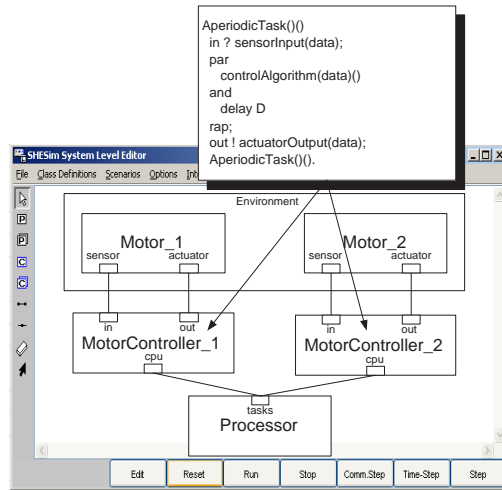 AperiodicTask()()
in ? sensorInput(data);
par
controlAlgorithm(data)()
and
delay D
rap;
out ! actuatorOutput(data);
AperiodicTask()().
SHESim System Level Editor
File Class Definitions Scenarios Options
Environment
Motor_1
sensor actuator
Motor_2
sensor actuator
in out
MotorController_1
cpu
in out
MotorController_2
cpu
tasks
Processor
P
P
C
C
Edit Reset Run Stop Comm.Step Time-Step Step